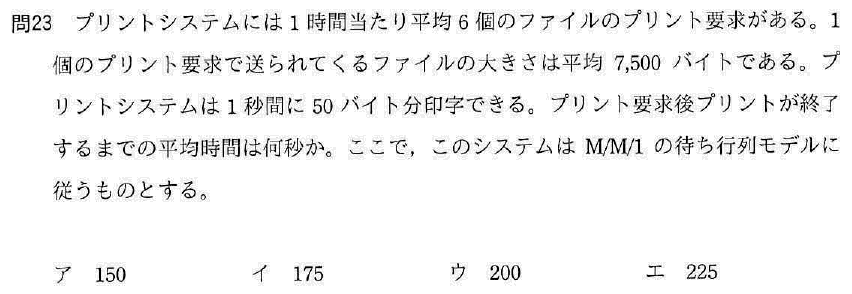 問23 プリントシステムには1時間当たり平均6個のファイルのプリント要求がある。1
個のプリント要求で送られてくるファイルの大きさは平均 7,500 バイトである。プ
リントシステムは1秒間に 50 バイト分印字できる。プリント要求後プリントが終了
するまでの平均時間は何秒か。ここで，このシステムは M/M/1 の待ち行列モデルに
従うものとする。
ア 150 イ 175 ウ 200 エ 225